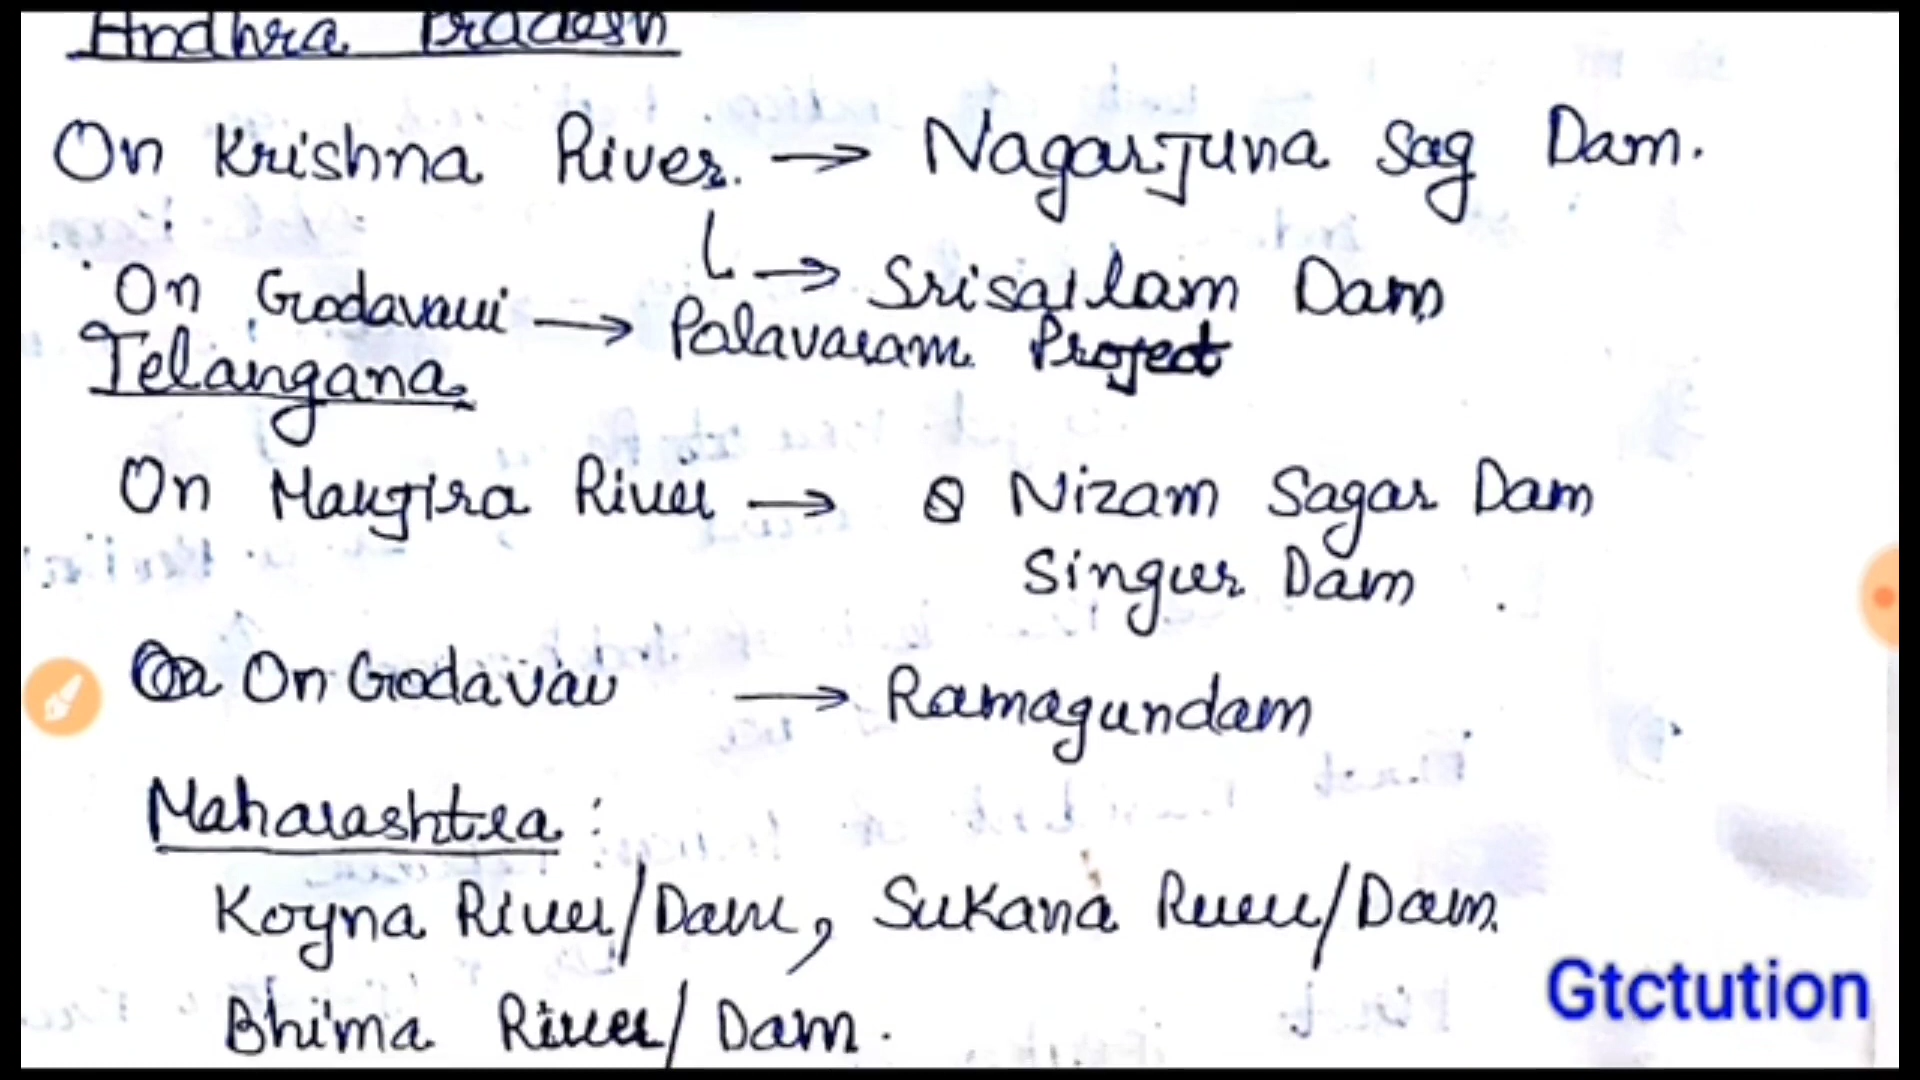 Andhra Pradesh
On Krishna River. → Nagarjuna Sag Dam.
→ Srisailam Dam
On Godavari → Palavaram Project
Telangana
On Manjira River → Nizam Sagar Dam
Singur Dam
On Godavari → Ramagundam
Maharashtra :
Koyna River/Dam, Sukana River/Dam.
Bhima River/Dam.
Gtctution